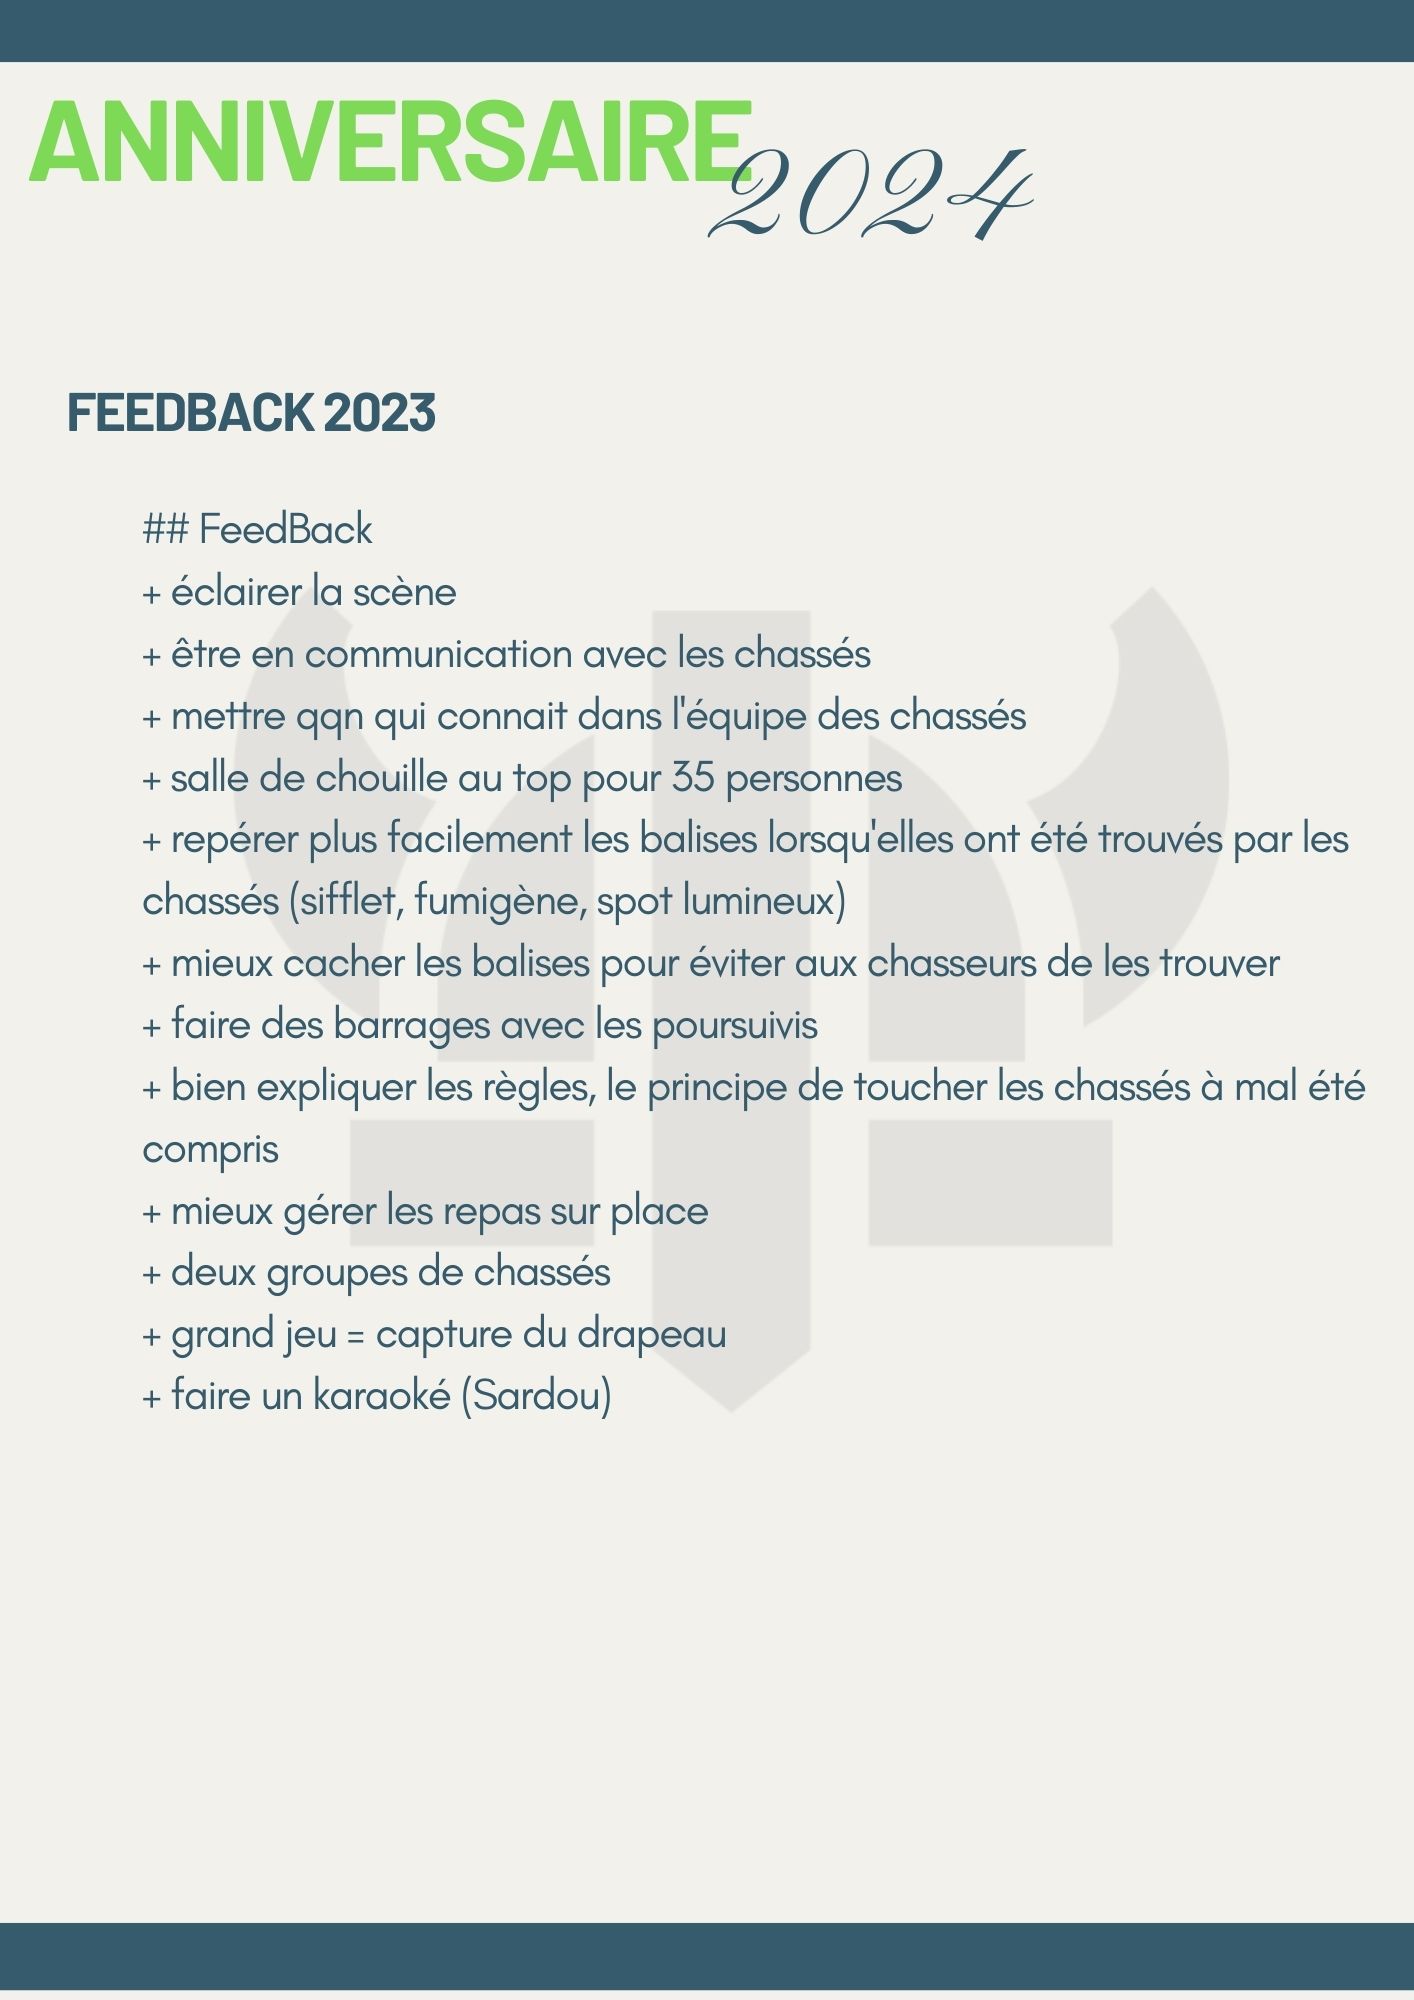 ANNIVERSAIRE
2024
FEEDBACK 2023
## FeedBack
+ éclairer la scène
+ être en communication avec les chassés
+ mettre qqn qui connait dans l'équipe des chassés
+ salle de chouille au top pour 35 personnes
+ repérer plus facilement les balises lorsqu'elles ont été trouvés par les
chassés (sifflet, fumigène, spot lumineux)
+ mieux cacher les balises pour éviter aux chasseurs de les trouver
+ faire des barrages avec les poursuivis
+ bien expliquer les règles, le principe de toucher les chassés à mal été
compris
+ mieux gérer les repas sur place
+ deux groupes de chassés
+ grand jeu = capture du drapeau
+ faire un karaoké (Sardou)